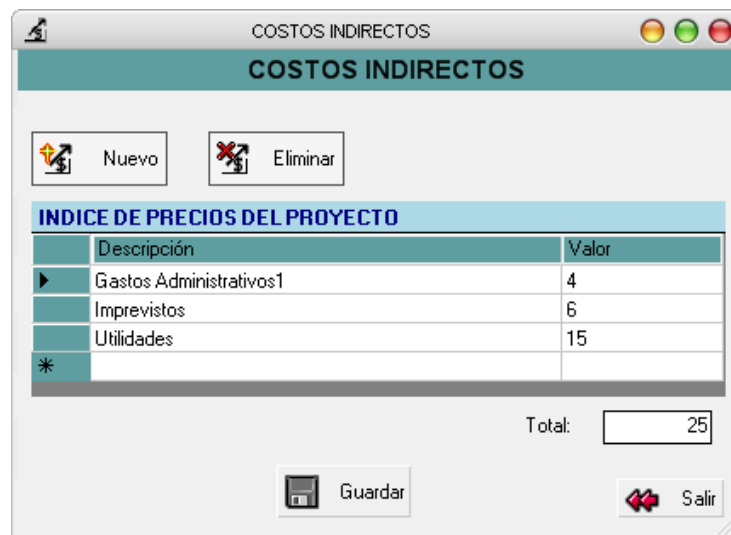 COSTOS INDIRECTOS
COSTOS INDIRECTOS
Nuevo Eliminar
INDICE DE PRECIOS DEL PROYECTO
Descripción Valor
Gastos Administrativos1 4
Imprevistos 6
Utilidades 15
Total: 25
Guardar
Salir